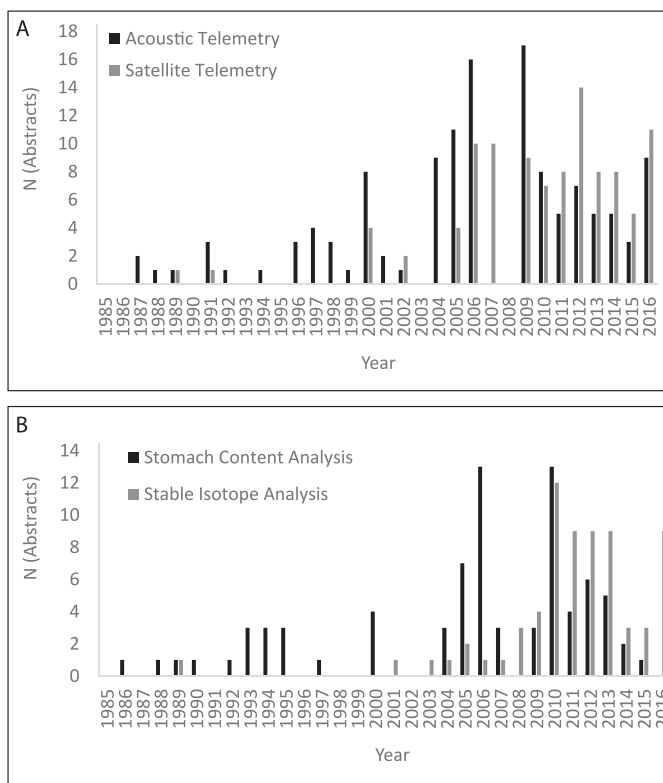 A
Acoustic Telemetry
Satellite Telemetry
N (Abstracts)
18
16
14
12
10
8
6
4
2
0
1985 1986 1987 1988 1989 1990 1991 1992 1993 1994 1995 1996 1997 1998 1999 2000 2001 2002 2003 2004 2005 2006 2007 2008 2009 2010 2011 2012 2013 2014 2015 2016
Year
B
Stomach Content Analysis
Stable Isotope Analysis
N (Abstracts)
14
12
10
8
6
4
2
0
1985 1986 1987 1988 1989 1990 1991 1992 1993 1994 1995 1996 1997 1998 1999 2000 2001 2002 2003 2004 2005 2006 2007 2008 2009 2010 2011 2012 2013 2014 2015 2016
Year